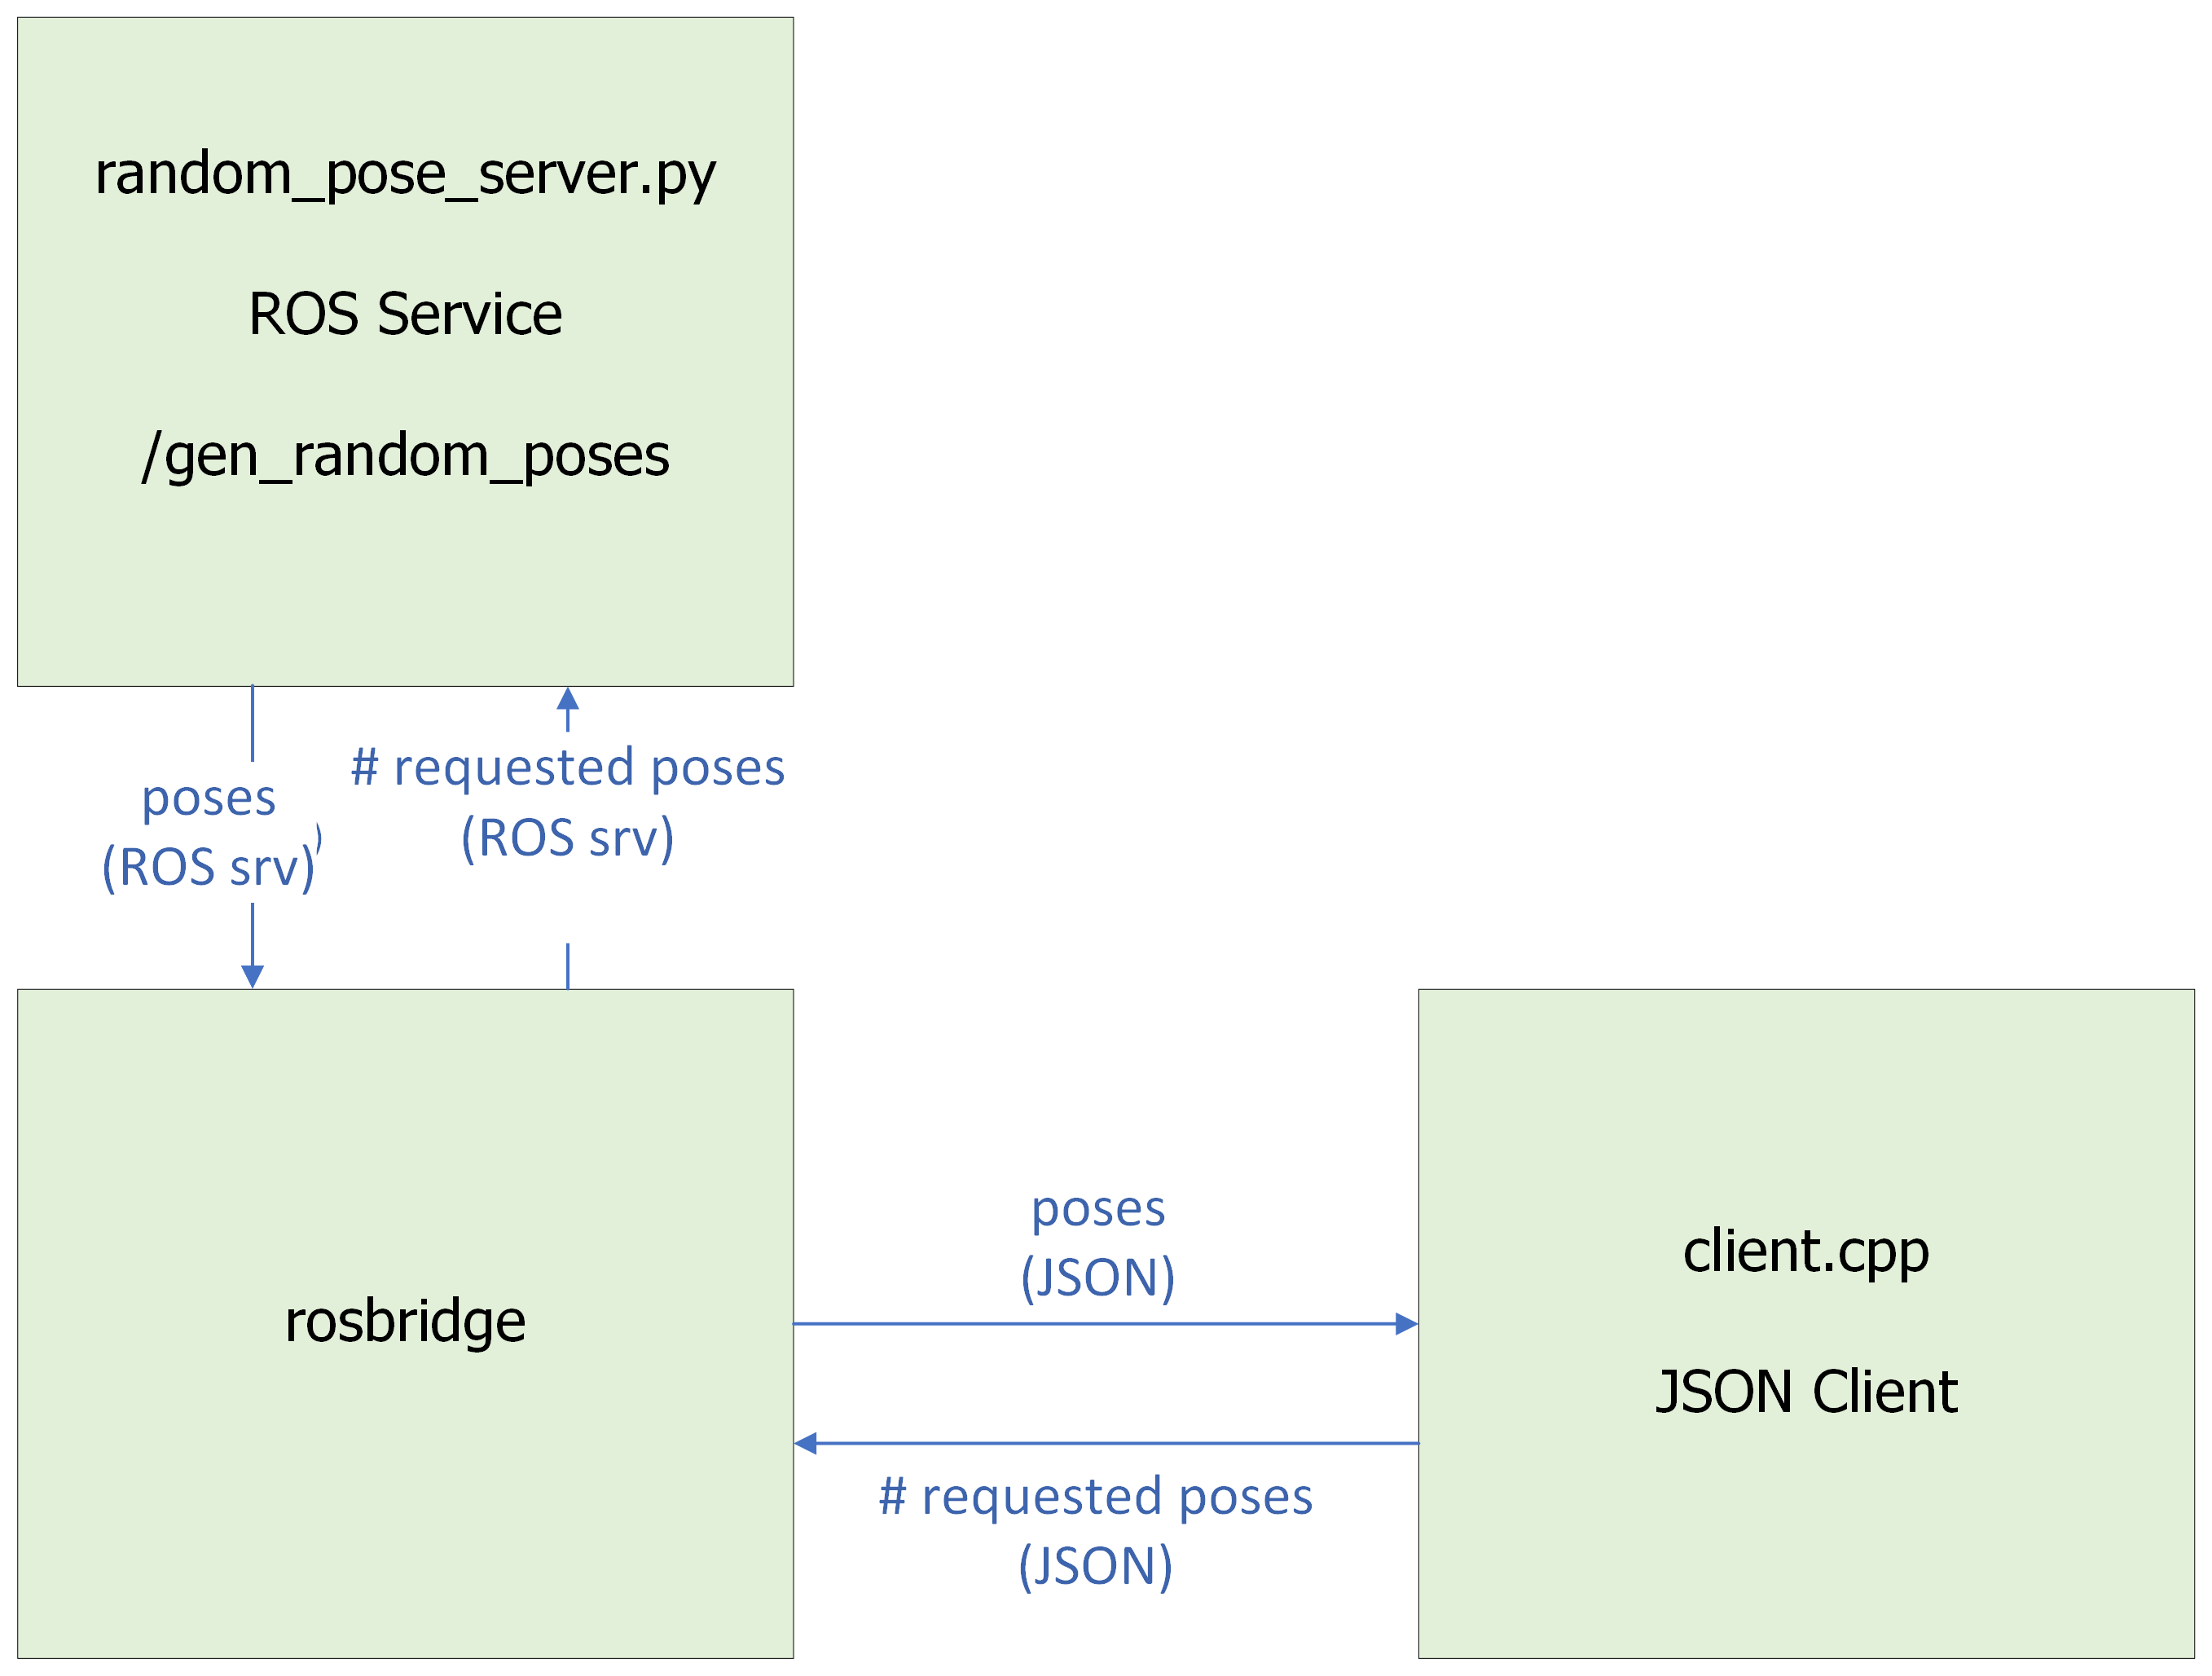 random_pose_server.py
ROS Service
/gen_random_poses
poses
(ROS srv)
# requested poses
(ROS srv)
rosbridge
poses
(JSON)
# requested poses
(JSON)
client.cpp
JSON Client